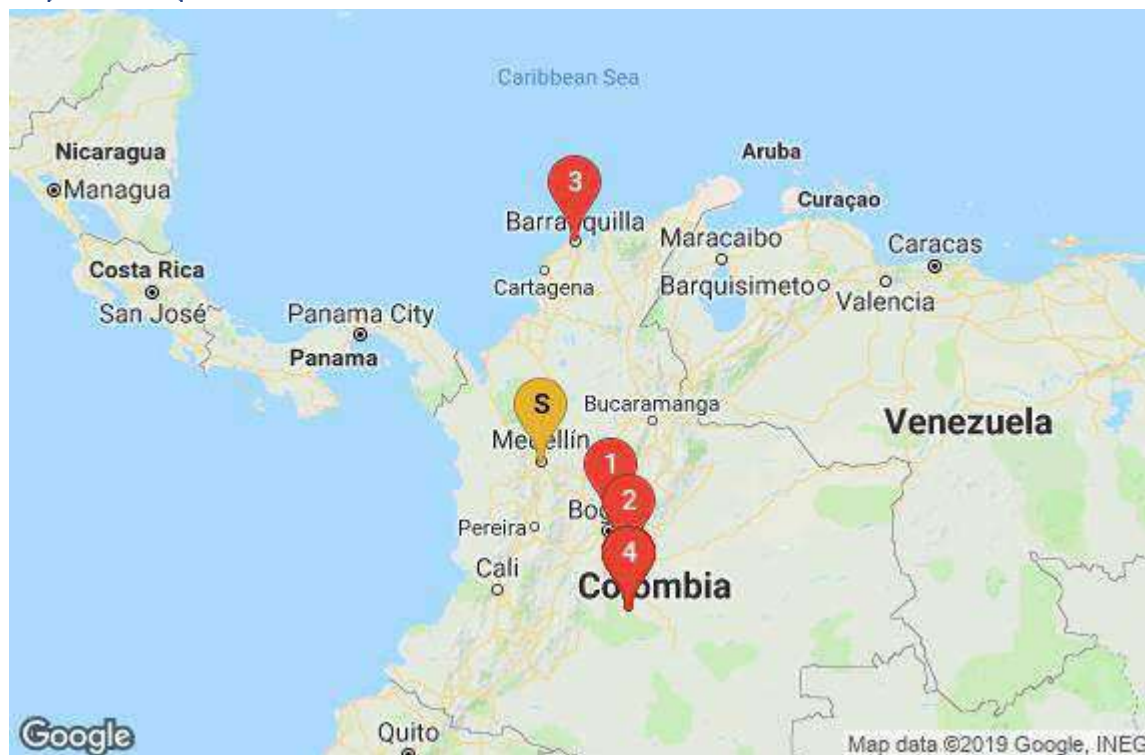 Caribbean Sea
Nicaragua
Managua
Aruba
Curaçao
3
Barranquilla
Maracaibo
Caracas
Costa Rica
San José
Cartagena
Barquisimeto
Valencia
Panama City
Panama
S
Bucaramanga
Medellín
Venezuela
1
2
Pereira
4
Cali
Colombia
Quito
Google
Map data ©2019 Google, INEG